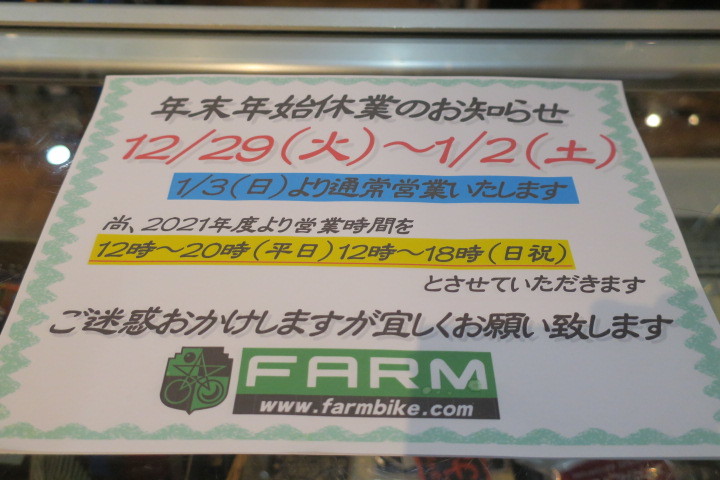 年末年始休業のお知らせ
12/29(火)～1/2(土)
1/3(日)より通常営業いたします
尚、2021年度より営業時間を
12時～20時(平日)12時～18時(日祝)
とさせていただきます
ご迷惑おかけしますが宜しくお願い致します
FARM
www.farmbike.com